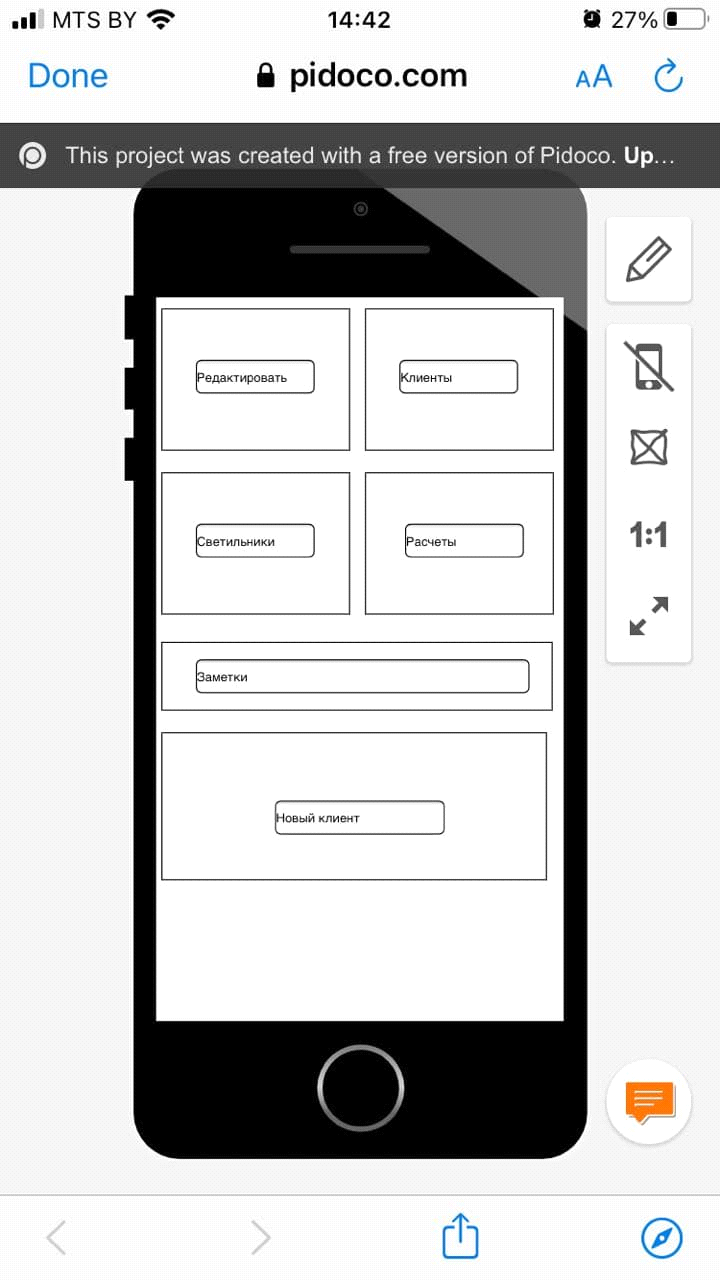 MTS BY 14:42 27%
Done pidoco.com AA
This project was created with a free version of Pidoco. Up...
Редактировать Клиенты
Светильники Расчеты
Заметки
Новый клиент
1:1